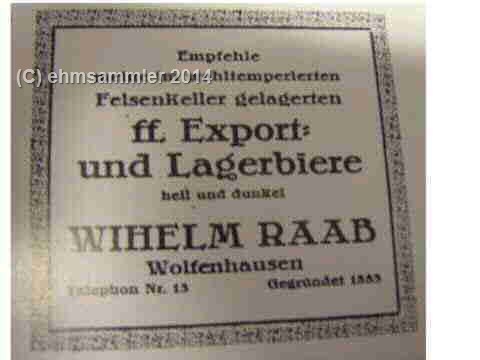 Empfehle
(C) ehmsammler 2014
Felsenkeller gelagerten
ff. Export-
und Lagerbiere
hell und dunkel
WIHELM RAAB
Wolfenhausen
Telephon Nr. 13
Gegründet 1883